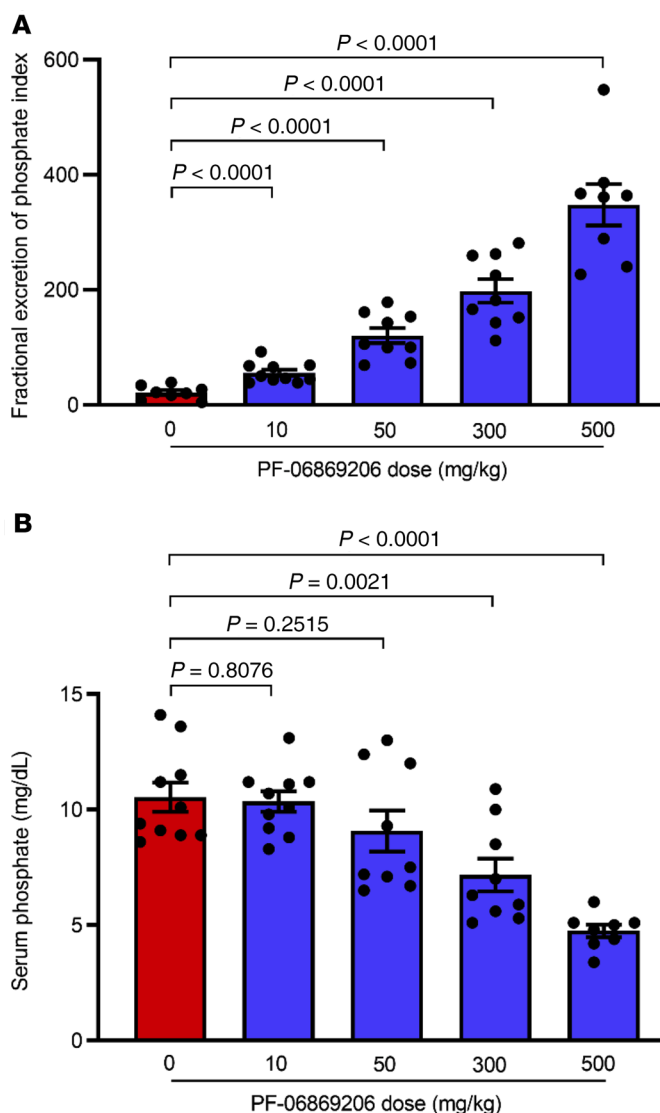 A
P < 0.0001
P < 0.0001
P < 0.0001
P < 0.0001
600
400
200
0
Fractional excretion of phosphate index
0 10 50 300 500
PF-06869206 dose (mg/kg)
B
P < 0.0001
P = 0.0021
P = 0.2515
P = 0.8076
15
10
5
0
Serum phosphate (mg/dL)
0 10 50 300 500
PF-06869206 dose (mg/kg)